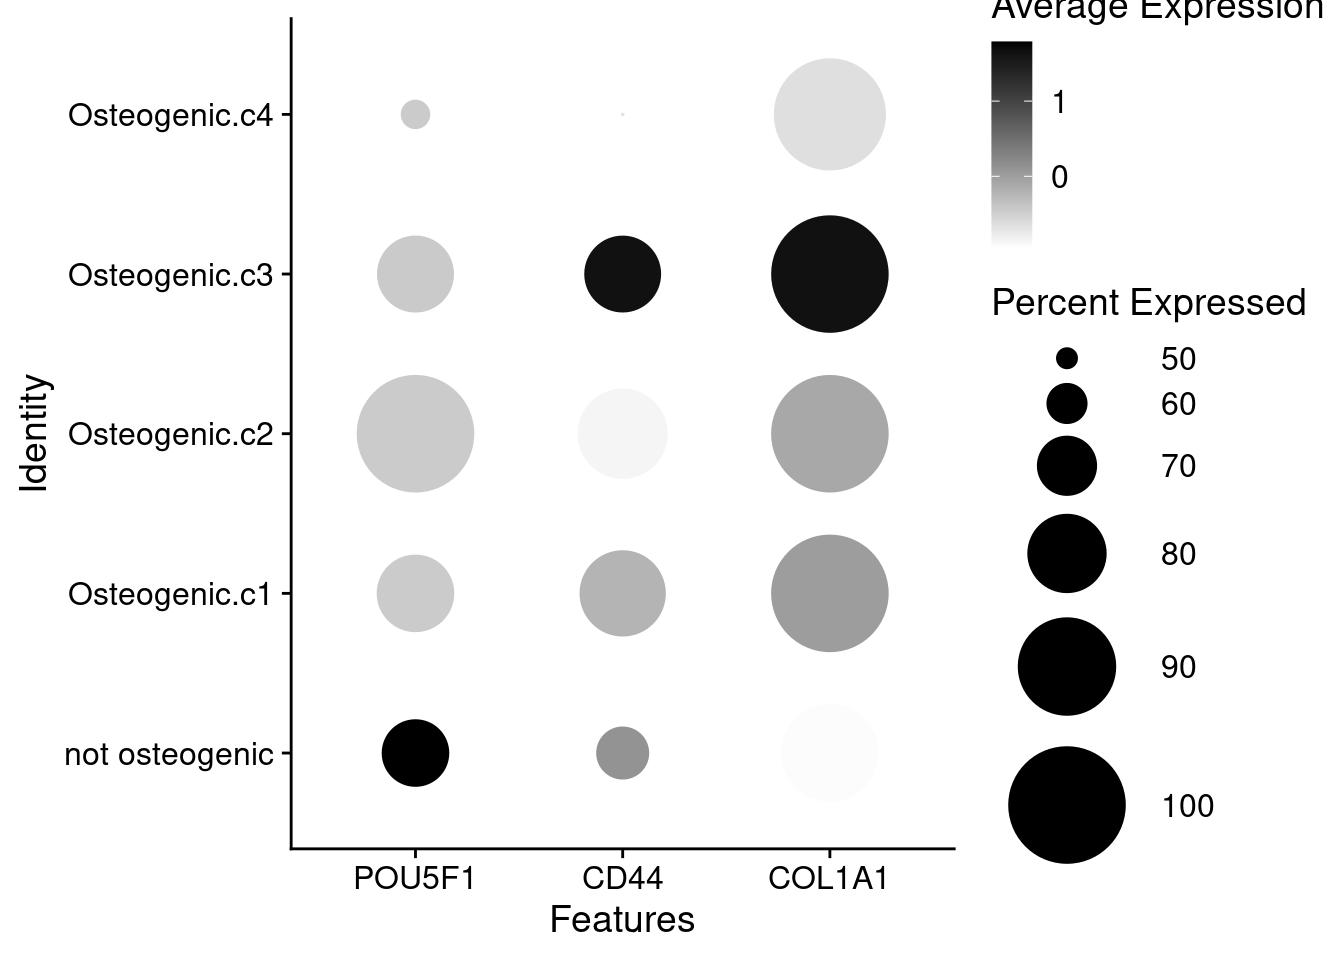 Average Expression
1
0
Percent Expressed
50
60
70
80
90
100
Identity
Osteogenic.c4
Osteogenic.c3
Osteogenic.c2
Osteogenic.c1
not osteogenic
POU5F1 CD44 COL1A1
Features